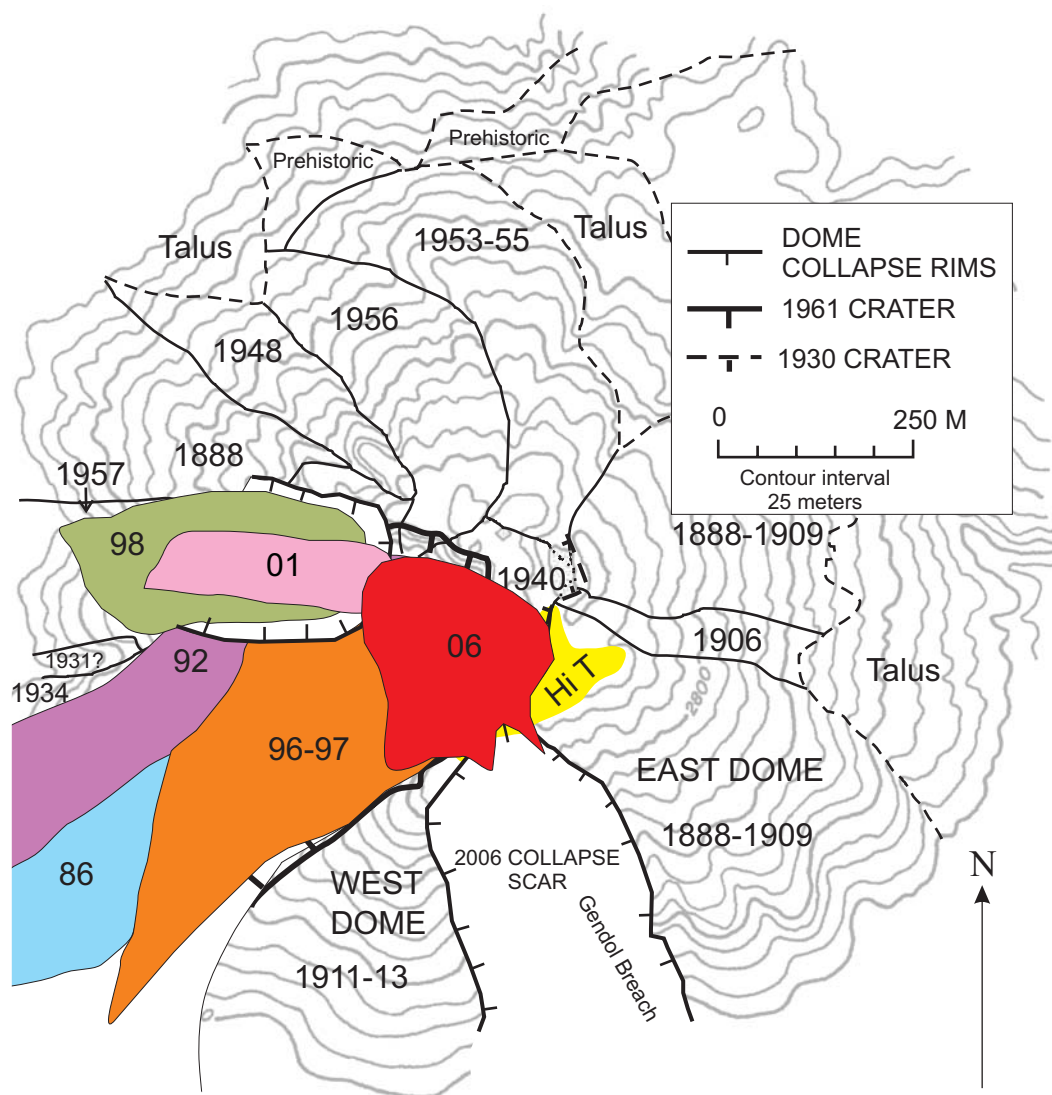 Prehistoric
Prehistoric
Talus
1953-55
Talus
DOME
COLLAPSE RIMS
1961 CRATER
1930 CRATER
0 250 M
Contour interval
25 meters
1956
1948
1888
1957
98
01
1940
1888-1909
1906
1931?
1934
92
06
Hi T
Talus
2800
96-97
EAST DOME
1888-1909
86
WEST
DOME
1911-13
2006 COLLAPSE
SCAR
Gendol Breach
N